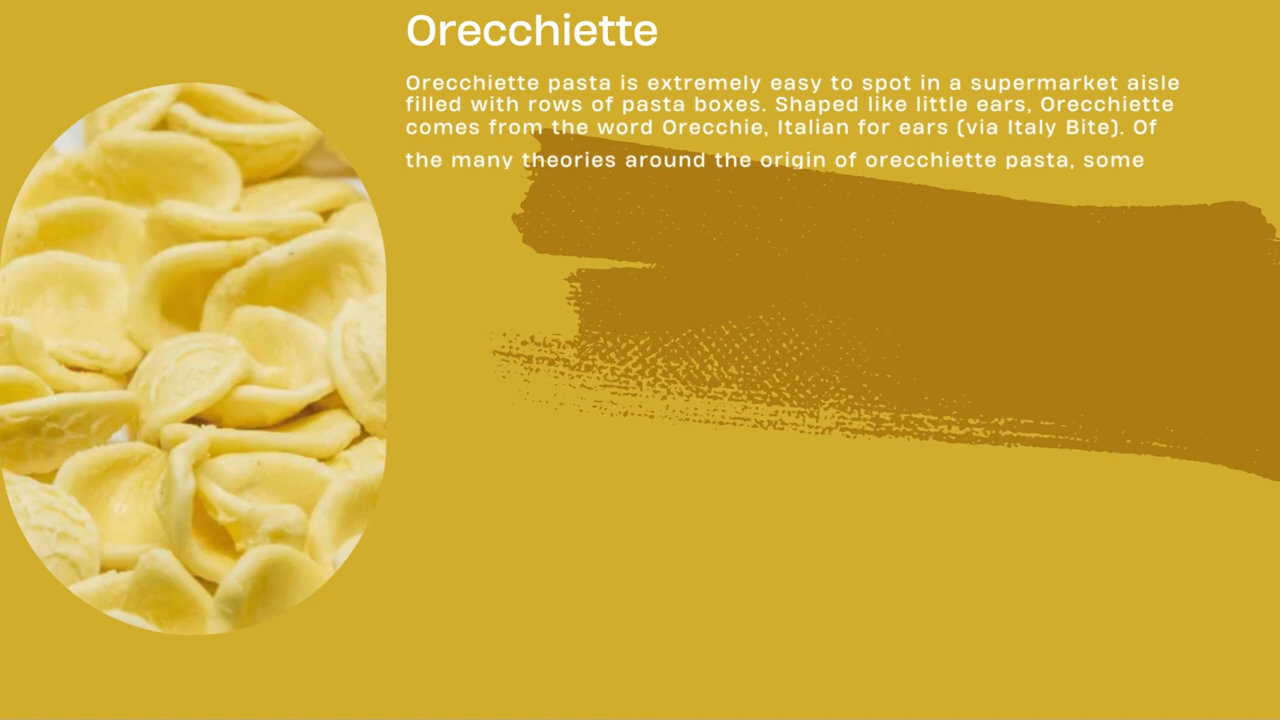 Orecchiette
Orecchiette pasta is extremely easy to spot in a supermarket aisle
filled with rows of pasta boxes. Shaped like little ears, Orecchiette
comes from the word Orecchie, Italian for ears (via Italy Bite). Of
the many theories around the origin of orecchiette pasta, some